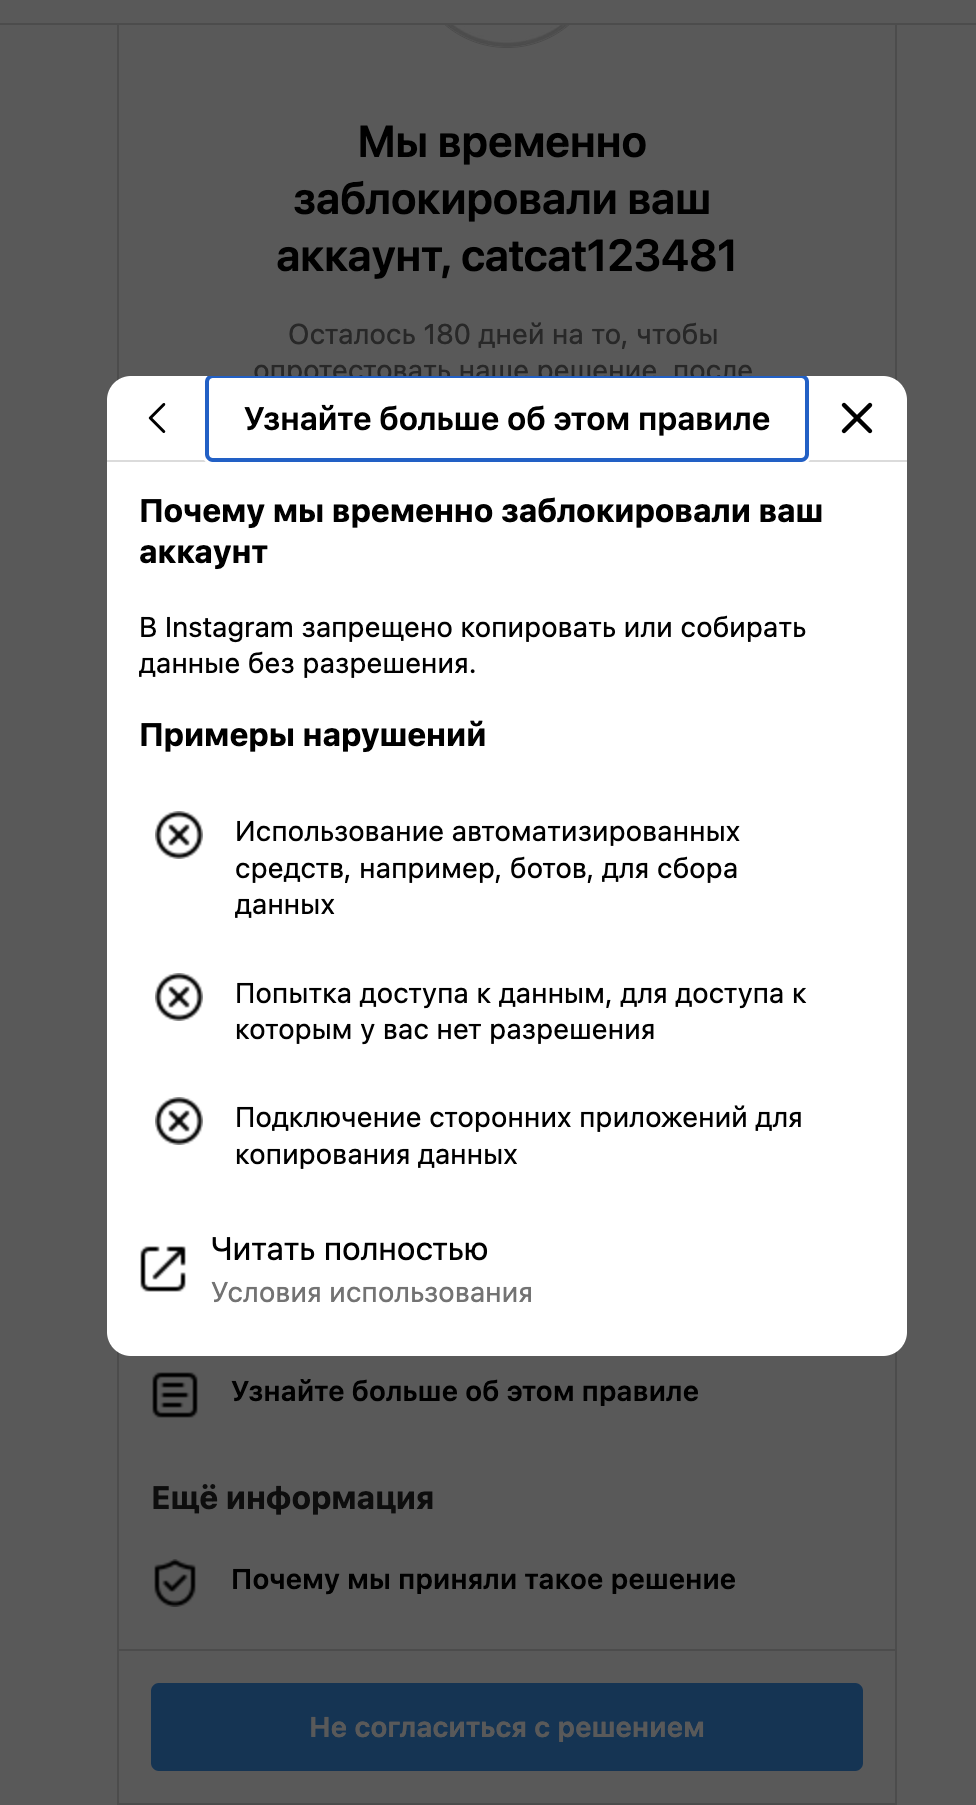 Мы временно
заблокировали ваш
аккаунт, catcat123481
Осталось 180 дней на то, чтобы
опротестовать наше решение, после
Узнайте больше об этом правиле
Почему мы временно заблокировали ваш
аккаунт
В Instagram запрещено копировать или собирать
данные без разрешения.
Примеры нарушений
Использование автоматизированных
средств, например, ботов, для сбора
данных
Попытка доступа к данным, для доступа к
которым у вас нет разрешения
Подключение сторонних приложений для
копирования данных
Читать полностью
Условия использования
Узнайте больше об этом правиле
Ещё информация
Почему мы приняли такое решение
Не согласиться с решением